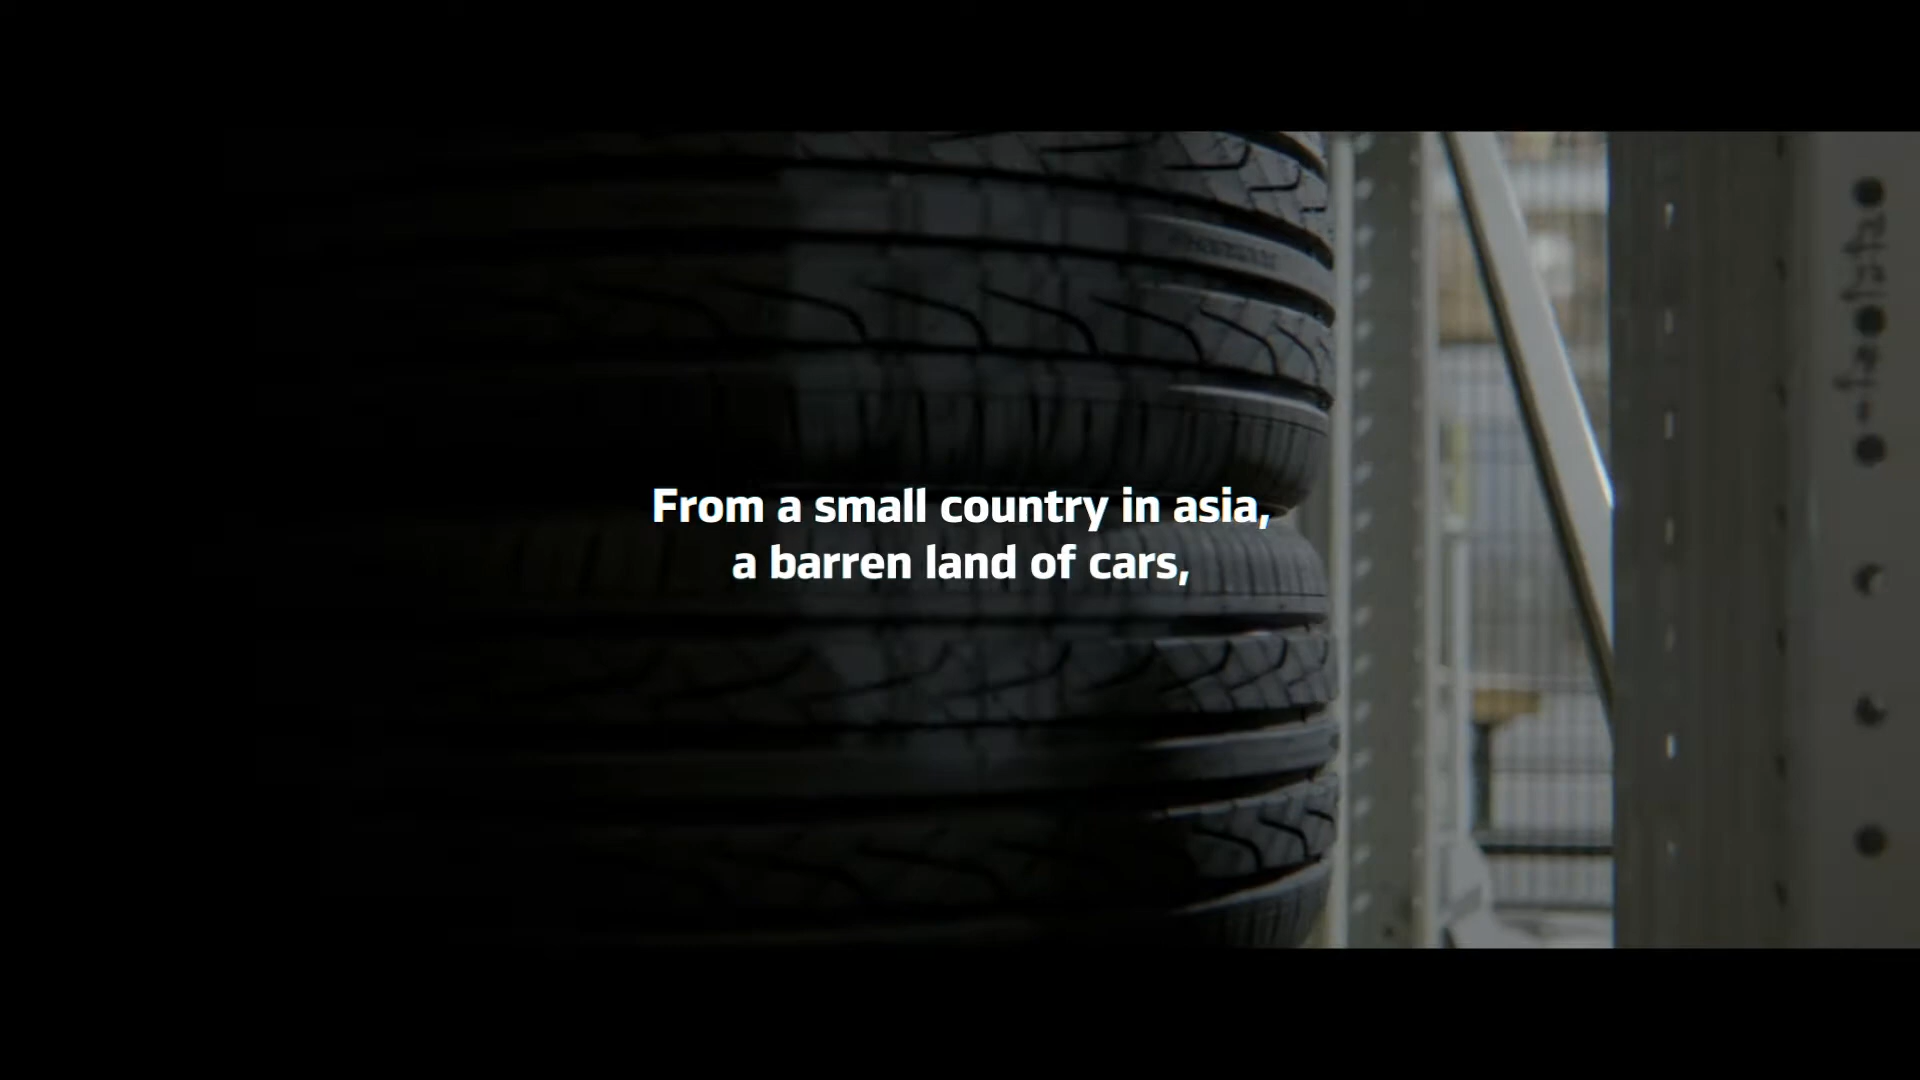 From a small country in asia,
a barren land of cars,